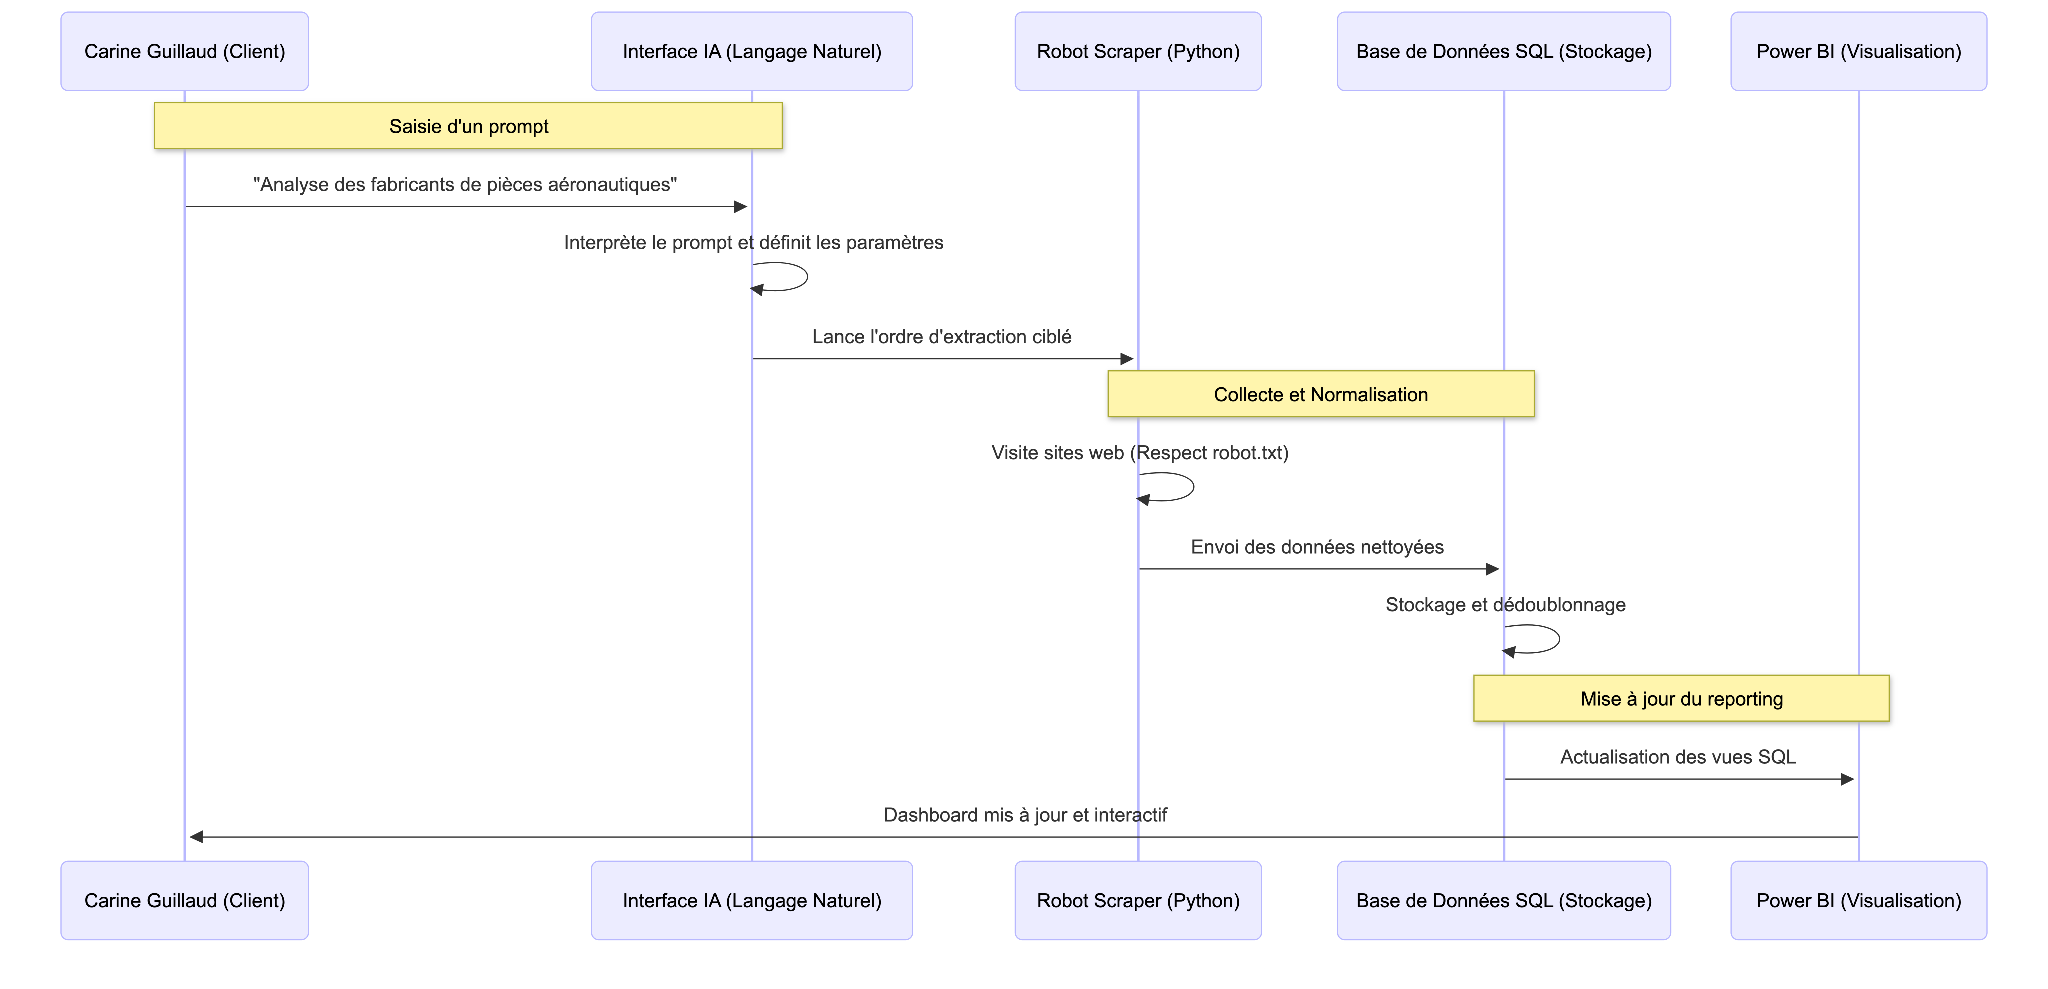 Carine Guillaud (Client)
Interface IA (Langage Naturel)
Robot Scraper (Python)
Base de Données SQL (Stockage)
Power BI (Visualisation)
Saisie d'un prompt
"Analyse des fabricants de pièces aéronautiques"
Interprète le prompt et définit les paramètres
Lance l'ordre d'extraction ciblé
Collecte et Normalisation
Visite sites web (Respect robot.txt)
Envoi des données nettoyées
Stockage et dédoublonnage
Mise à jour du reporting
Actualisation des vues SQL
Dashboard mis à jour et interactif
Carine Guillaud (Client)
Interface IA (Langage Naturel)
Robot Scraper (Python)
Base de Données SQL (Stockage)
Power BI (Visualisation)